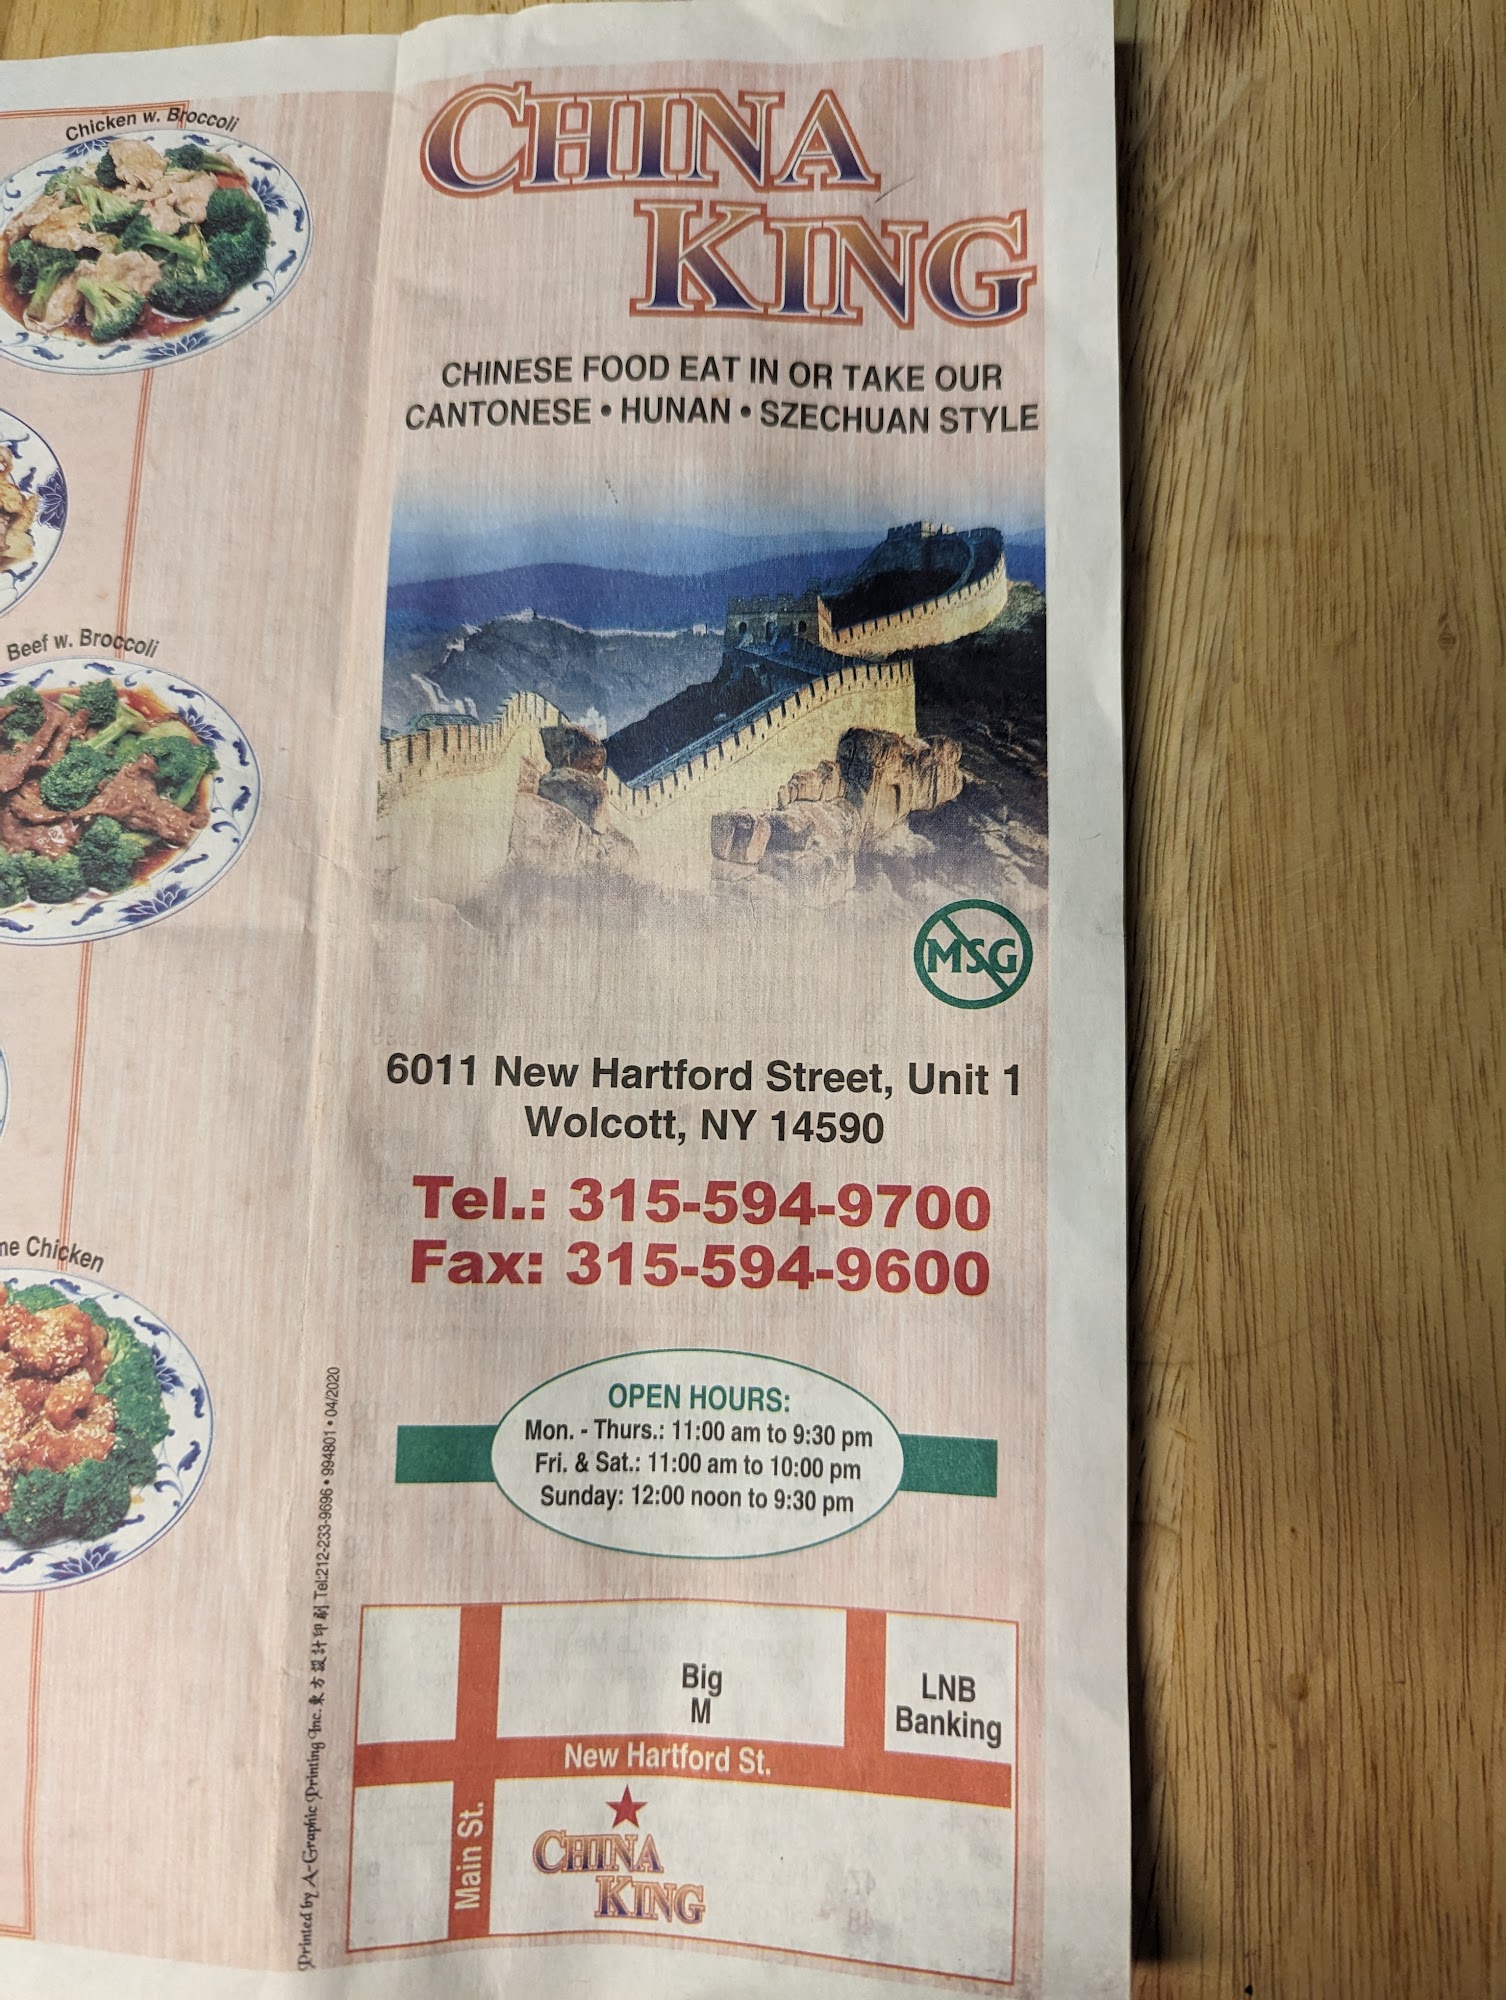 Chicken w. Broccoli
Beef w. Broccoli
Chicken
CHINA
KING
CHINESE FOOD EAT IN OR TAKE OUR
CANTONESE • HUNAN • SZECHUAN STYLE
MSG
6011 New Hartford Street, Unit 1
Wolcott, NY 14590
Tel.: 315-594-9700
Fax: 315-594-9600
OPEN HOURS:
Mon. - Thurs.: 11:00 am to 9:30 pm
Fri. & Sat.: 11:00 am to 10:00 pm
Sunday: 12:00 noon to 9:30 pm
Printed by A-Graphic Printing Inc. 東方設計印刷 Tel:212-233-9696 • 994801 • 04/2020
Big
M
LNB
Banking
New Hartford St.
Main St.
CHINA
KING